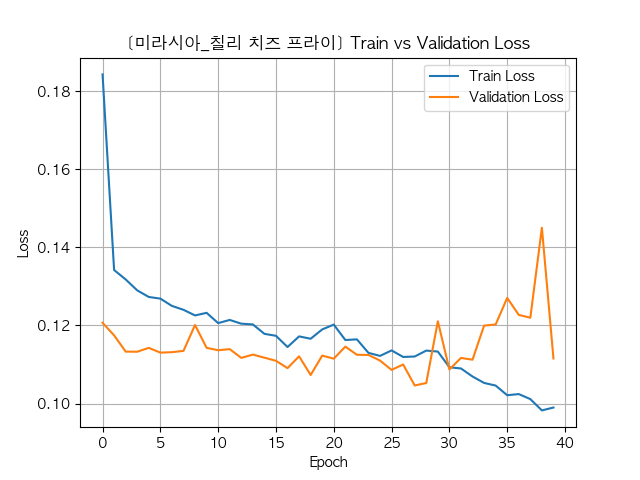 [미라시아_칠리 치즈 프라이] Train vs Validation Loss
Train Loss
Validation Loss
Loss
0.18
0.16
0.14
0.12
0.10
0 5 10 15 20 25 30 35 40
Epoch